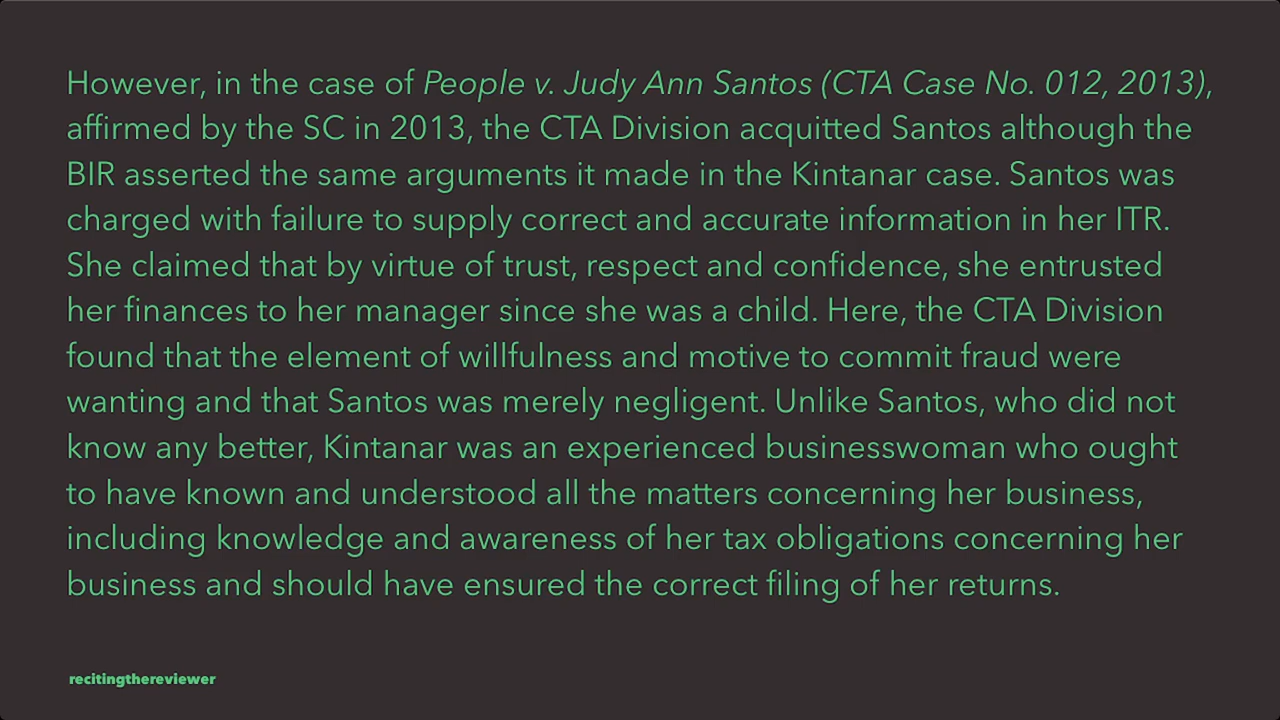 However, in the case of People v. Judy Ann Santos (CTA Case No. 012, 2013),
affirmed by the SC in 2013, the CTA Division acquitted Santos although the
BIR asserted the same arguments it made in the Kintanar case. Santos was
charged with failure to supply correct and accurate information in her ITR.
She claimed that by virtue of trust, respect and confidence, she entrusted
her finances to her manager since she was a child. Here, the CTA Division
found that the element of willfulness and motive to commit fraud were
wanting and that Santos was merely negligent. Unlike Santos, who did not
know any better, Kintanar was an experienced businesswoman who ought
to have known and understood all the matters concerning her business,
including knowledge and awareness of her tax obligations concerning her
business and should have ensured the correct filing of her returns.
recitingthereviewer